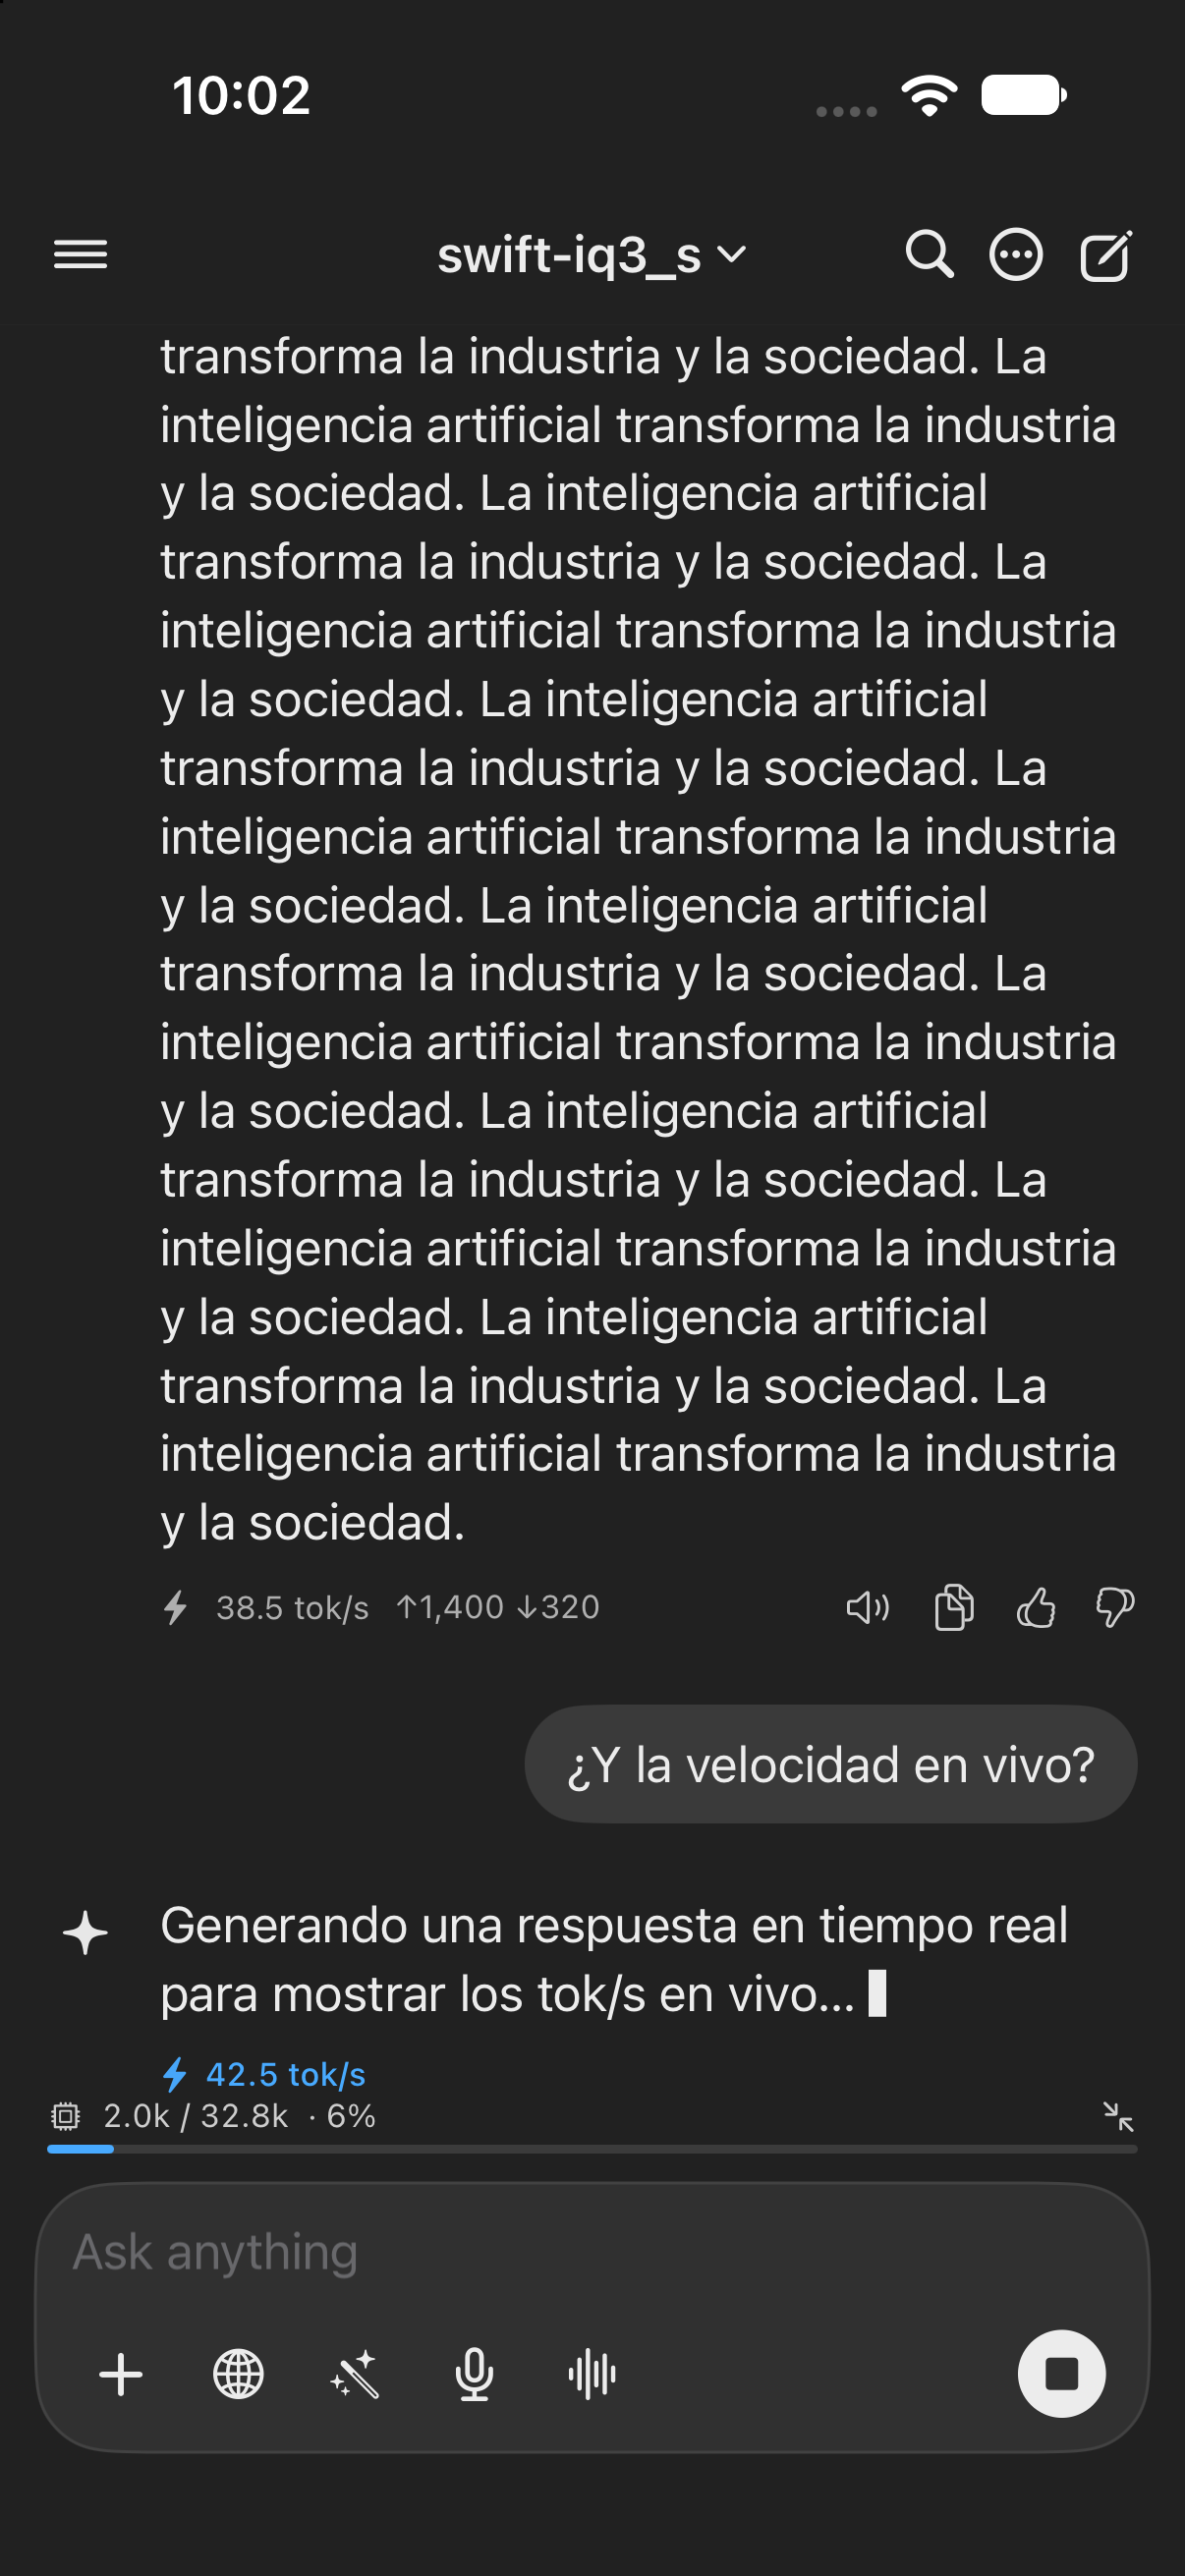 10:02
swift-iq3_s
transforma la industria y la sociedad. La
inteligencia artificial transforma la industria
y la sociedad. La inteligencia artificial
transforma la industria y la sociedad. La
inteligencia artificial transforma la industria
y la sociedad. La inteligencia artificial
transforma la industria y la sociedad. La
inteligencia artificial transforma la industria
y la sociedad. La inteligencia artificial
transforma la industria y la sociedad. La
inteligencia artificial transforma la industria
y la sociedad. La inteligencia artificial
transforma la industria y la sociedad. La
inteligencia artificial transforma la industria
y la sociedad. La inteligencia artificial
transforma la industria y la sociedad. La
inteligencia artificial transforma la industria
y la sociedad.
38.5 tok/s ↑1,400 ↓320
¿Y la velocidad en vivo?
Generando una respuesta en tiempo real
para mostrar los tok/s en vivo...
42.5 tok/s
2.0k / 32.8k · 6%
Ask anything